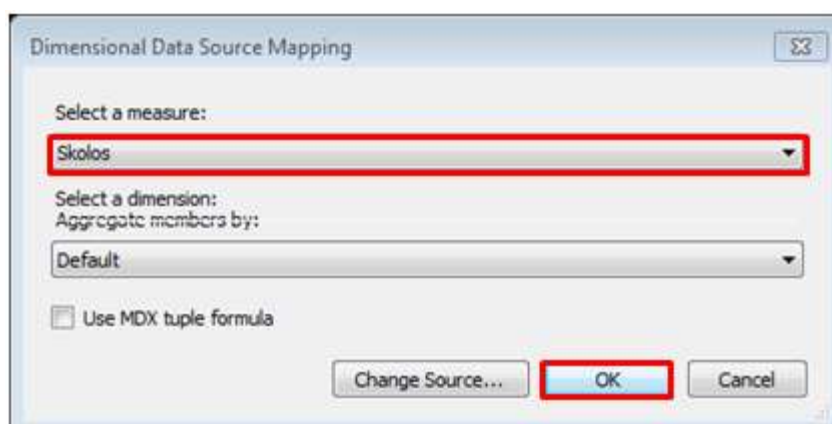 Dimensional Data Source Mapping
Select a measure:
Skolos
Select a dimension:
Aggregate members by:
Default
Use MDX tuple formula
Change Source... OK Cancel